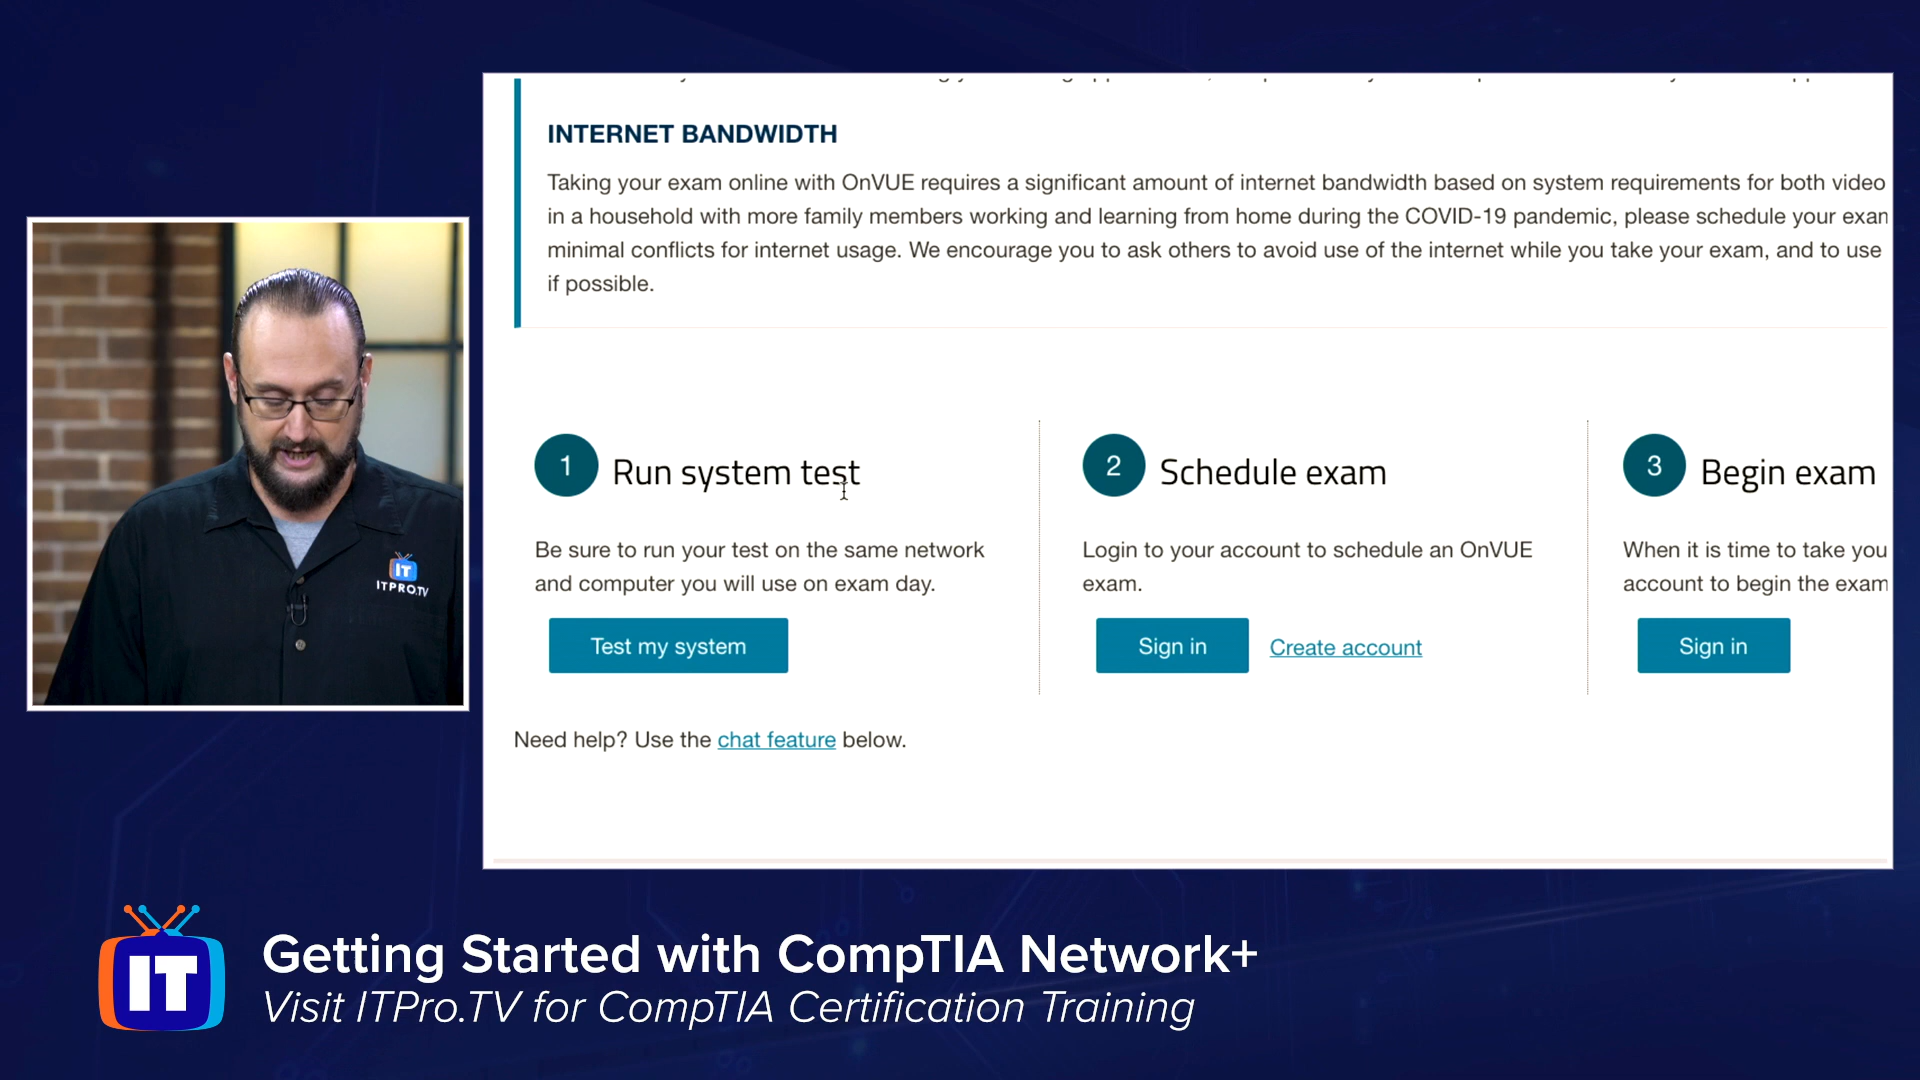 INTERNET BANDWIDTH
Taking your exam online with OnVUE requires a significant amount of internet bandwidth based on system requirements for both video
in a household with more family members working and learning from home during the COVID-19 pandemic, please schedule your
minimal conflicts for internet usage. We encourage you to ask others to avoid use of the internet while you take your exam, and to use
if possible.
1 Run system test
Be sure to run your test on the same network
and computer you will use on exam day.
Test my system
2 Schedule exam
Login to your account to schedule an OnVUE
exam.
Sign in Create account
3 Begin exam
When it is time to take you
account to begin the exam
Sign in
Need help? Use the chat feature below.
IT
ITPRO.TV
IT
Getting Started with CompTIA Network+
Visit ITPro.TV for CompTIA Certification Training